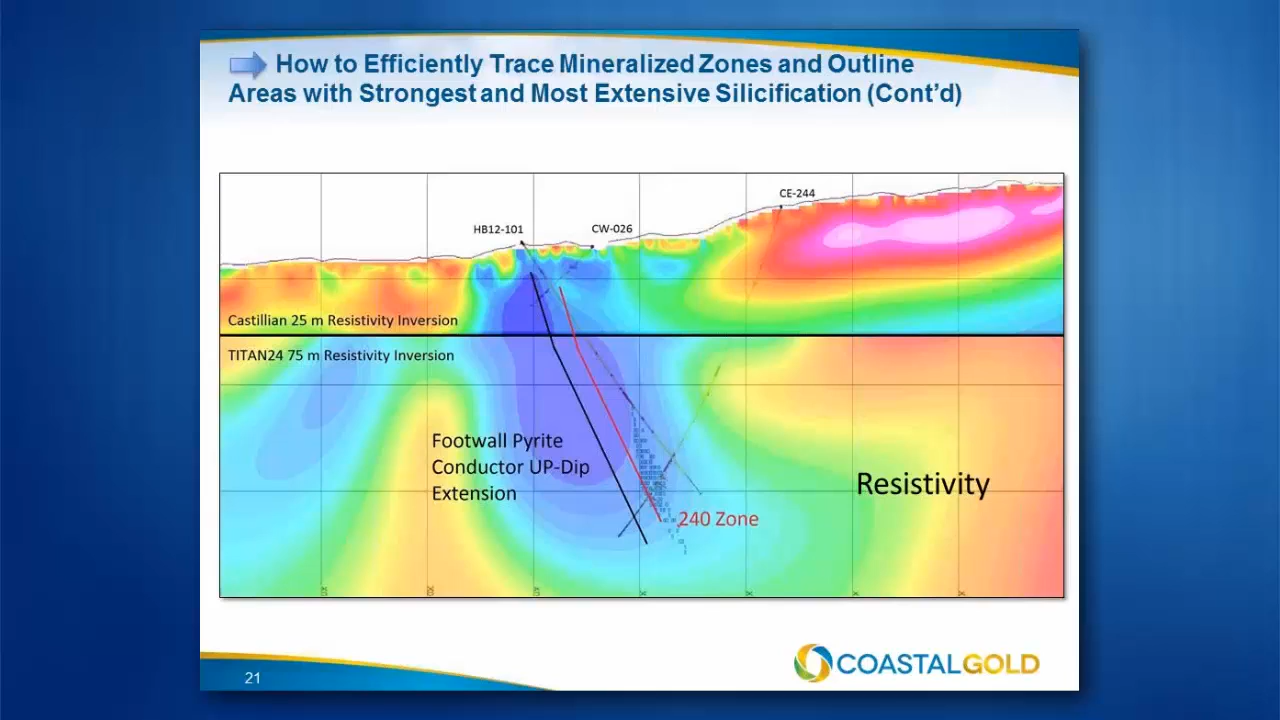 How to Efficiently Trace Mineralized Zones and Outline
Areas with Strongest and Most Extensive Silicification (Cont'd)
CE-244
HB12-101
CW-026
Castillian 25 m Resistivity Inversion
TITAN24 75 m Resistivity Inversion
Footwall Pyrite
Conductor UP-Dip
Extension
Resistivity
240 Zone
COASTALGOLD
21